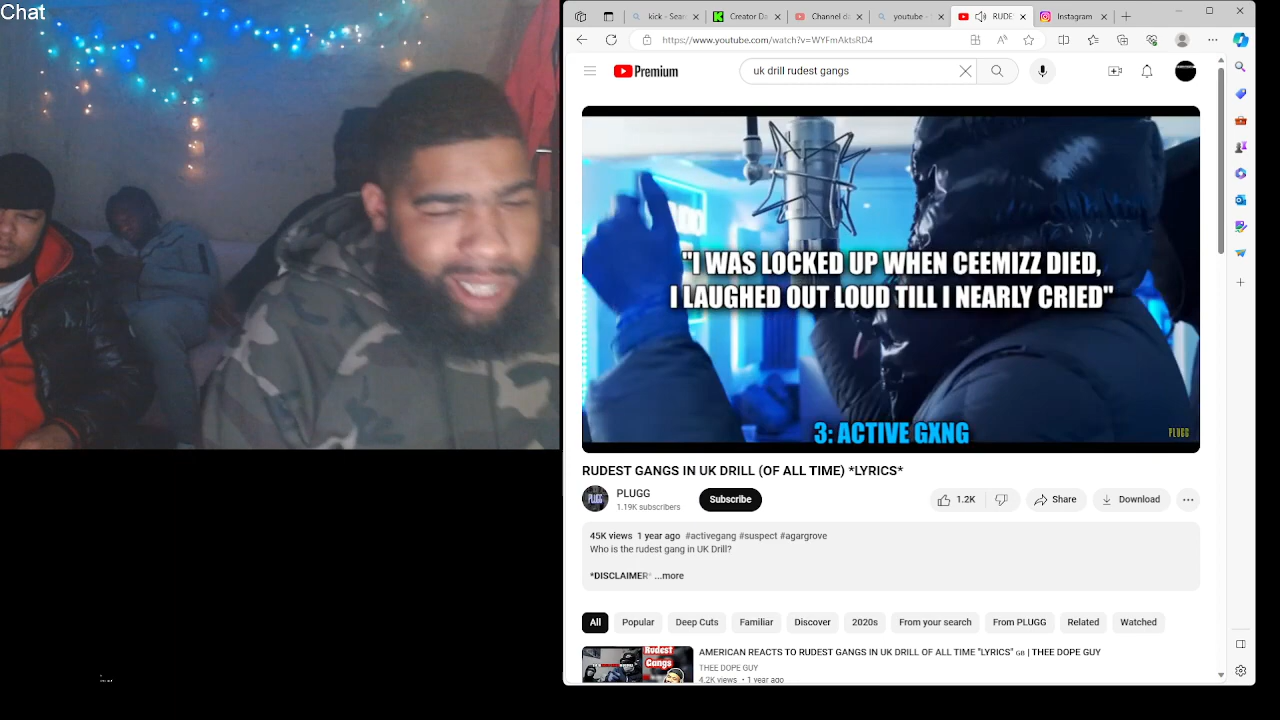 Chat
kick - Sear
Creator Da
Channel da
youtube -
RUDE
Instagram
https://www.youtube.com/watch?v=WYFmAktsRD4
Premium
uk drill rudest gangs
"I WAS LOCKED UP WHEN CEEMIZZ DIED,
I LAUGHED OUT LOUD TILL I NEARLY CRIED"
3: ACTIVE GXNG
PLUGG
RUDEST GANGS IN UK DRILL (OF ALL TIME) *LYRICS*
PLUGG
1.19K subscribers
Subscribe
1.2K
Share
Download
45K views 1 year ago #activegang #suspect #agargrove
Who is the rudest gang in UK Drill?
*DISCLAIMER* ...more
All
Popular
Deep Cuts
Familiar
Discover
2020s
From your search
From PLUGG
Related
Watched
Rudest
Gangs
AMERICAN REACTS TO RUDEST GANGS IN UK DRILL OF ALL TIME "LYRICS" GB | THEE DOPE GUY
THEE DOPE GUY
4.2K views • 1 year ago